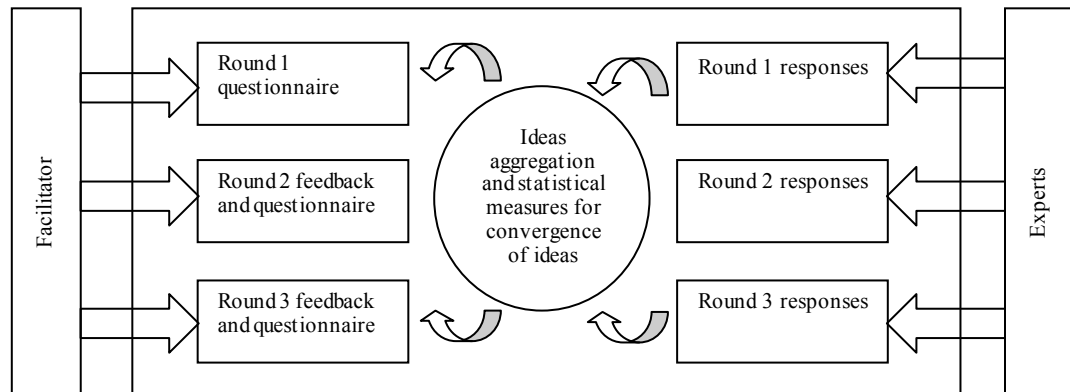 Facilitator
Round 1
questionnaire
Round 2 feedback
and questionnaire
Round 3 feedback
and questionnaire
Ideas
aggregation
and statistical
measures for
convergence
of ideas
Round 1 responses
Round 2 responses
Round 3 responses
Experts